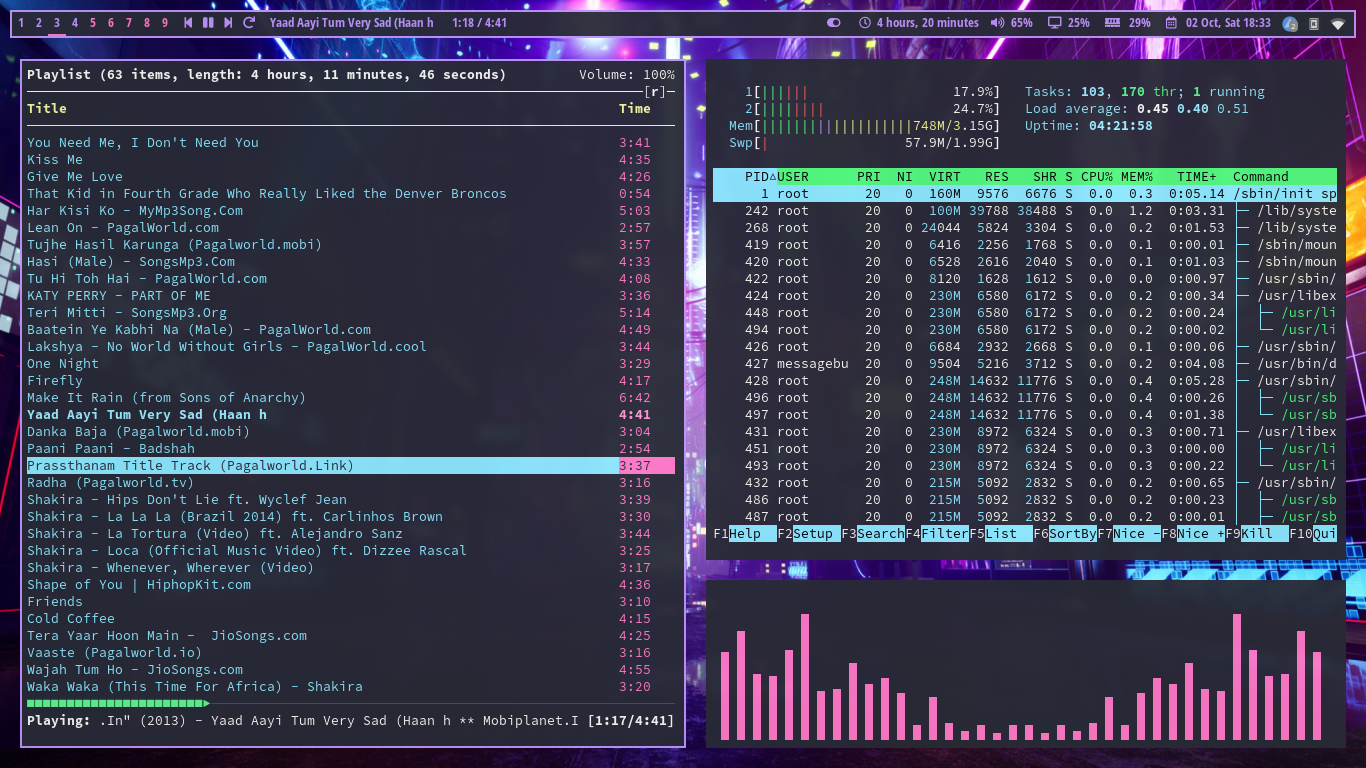 1 2 3 4 5 6 7 8 9 Yaad Aayi Tum Very Sad (Haan h 1:18 / 4:41 4 hours, 20 minutes 65% 25% 29% 02 Oct, Sat 18:33 2
Playlist (63 items, length: 4 hours, 11 minutes, 46 seconds) Volume: 100%
[r]
Title Time
You Need Me, I Don't Need You 3:41
Kiss Me 4:35
Give Me Love 4:26
That Kid in Fourth Grade Who Really Liked the Denver Broncos 0:54
Har Kisi Ko - MyMp3Song.Com 5:03
Lean On - PagalWorld.com 2:57
Tujhe Hasil Karunga (Pagalworld.mobi) 3:57
Hasi (Male) - SongsMp3.Com 4:33
Tu Hi Toh Hai - PagalWorld.com 4:08
KATY PERRY - PART OF ME 3:36
Teri Mitti - SongsMp3.Org 5:14
Baatein Ye Kabhi Na (Male) - PagalWorld.com 4:49
Lakshya - No World Without Girls - PagalWorld.cool 3:44
One Night 3:29
Firefly 4:17
Make It Rain (from Sons of Anarchy) 6:42
Yaad Aayi Tum Very Sad (Haan h 4:41
Danka Baja (Pagalworld.mobi) 3:04
Paani Paani - Badshah 2:54
Prassthanam Title Track (Pagalworld.Link) 3:37
Radha (Pagalworld.tv) 3:16
Shakira - Hips Don't Lie ft. Wyclef Jean 3:39
Shakira - La La La (Brazil 2014) ft. Carlinhos Brown 3:30
Shakira - La Tortura (Video) ft. Alejandro Sanz 3:44
Shakira - Loca (Official Music Video) ft. Dizzee Rascal 3:25
Shakira - Whenever, Wherever (Video) 3:17
Shape of You | HiphopKit.com 4:36
Friends 3:10
Cold Coffee 4:15
Tera Yaar Hoon Main -  JioSongs.com 4:25
Vaaste (Pagalworld.io) 3:16
Wajah Tum Ho - JioSongs.com 4:55
Waka Waka (This Time For Africa) - Shakira 3:20
Playing: .In" (2013) - Yaad Aayi Tum Very Sad (Haan h ** Mobiplanet.I [1:17/4:41]
1[|||||| 17.9%] Tasks: 103, 170 thr; 1 running
2[|||||||| 24.7%] Load average: 0.45 0.40 0.51
Mem[|||||||||||||||||||748M/3.15G] Uptime: 04:21:58
Swp[| 57.9M/1.99G]
PID△USER PRI NI VIRT RES SHR S CPU% MEM% TIME+ Command
1 root 20 0 160M 9576 6676 S 0.0 0.3 0:05.14 /sbin/init sp
242 root 20 0 100M 39788 38488 S 0.0 1.2 0:03.31 ├─ /lib/syste
268 root 20 0 24044 5824 3304 S 0.0 0.2 0:01.53 ├─ /lib/syste
419 root 20 0 6416 2256 1768 S 0.0 0.1 0:00.01 ├─ /sbin/moun
420 root 20 0 6528 2616 2040 S 0.0 0.1 0:01.03 ├─ /sbin/moun
422 root 20 0 8120 1628 1612 S 0.0 0.0 0:00.97 ├─ /usr/sbin/
424 root 20 0 230M 6580 6172 S 0.0 0.2 0:00.34 ├─ /usr/libex
448 root 20 0 230M 6580 6172 S 0.0 0.2 0:00.24 │  ├─ /usr/li
494 root 20 0 230M 6580 6172 S 0.0 0.2 0:00.02 │  └─ /usr/li
426 root 20 0 6684 2932 2668 S 0.0 0.1 0:00.06 ├─ /usr/sbin/
427 messagebu 20 0 9504 5216 3712 S 0.0 0.2 0:04.08 ├─ /usr/bin/d
428 root 20 0 248M 14632 11776 S 0.0 0.4 0:05.28 ├─ /usr/sbin/
496 root 20 0 248M 14632 11776 S 0.0 0.4 0:00.26 │  ├─ /usr/sb
497 root 20 0 248M 14632 11776 S 0.0 0.4 0:01.38 │  └─ /usr/sb
431 root 20 0 230M 8972 6324 S 0.0 0.3 0:00.71 ├─ /usr/libex
451 root 20 0 230M 8972 6324 S 0.0 0.3 0:00.00 │  ├─ /usr/li
493 root 20 0 230M 8972 6324 S 0.0 0.3 0:00.22 │  └─ /usr/li
432 root 20 0 215M 5092 2832 S 0.0 0.2 0:00.65 ├─ /usr/sbin/
486 root 20 0 215M 5092 2832 S 0.0 0.2 0:00.23 │  ├─ /usr/sb
487 root 20 0 215M 5092 2832 S 0.0 0.2 0:00.01 │  ├─ /usr/sb
F1Help F2Setup F3SearchF4FilterF5List F6SortByF7Nice -F8Nice +F9Kill F10Qui